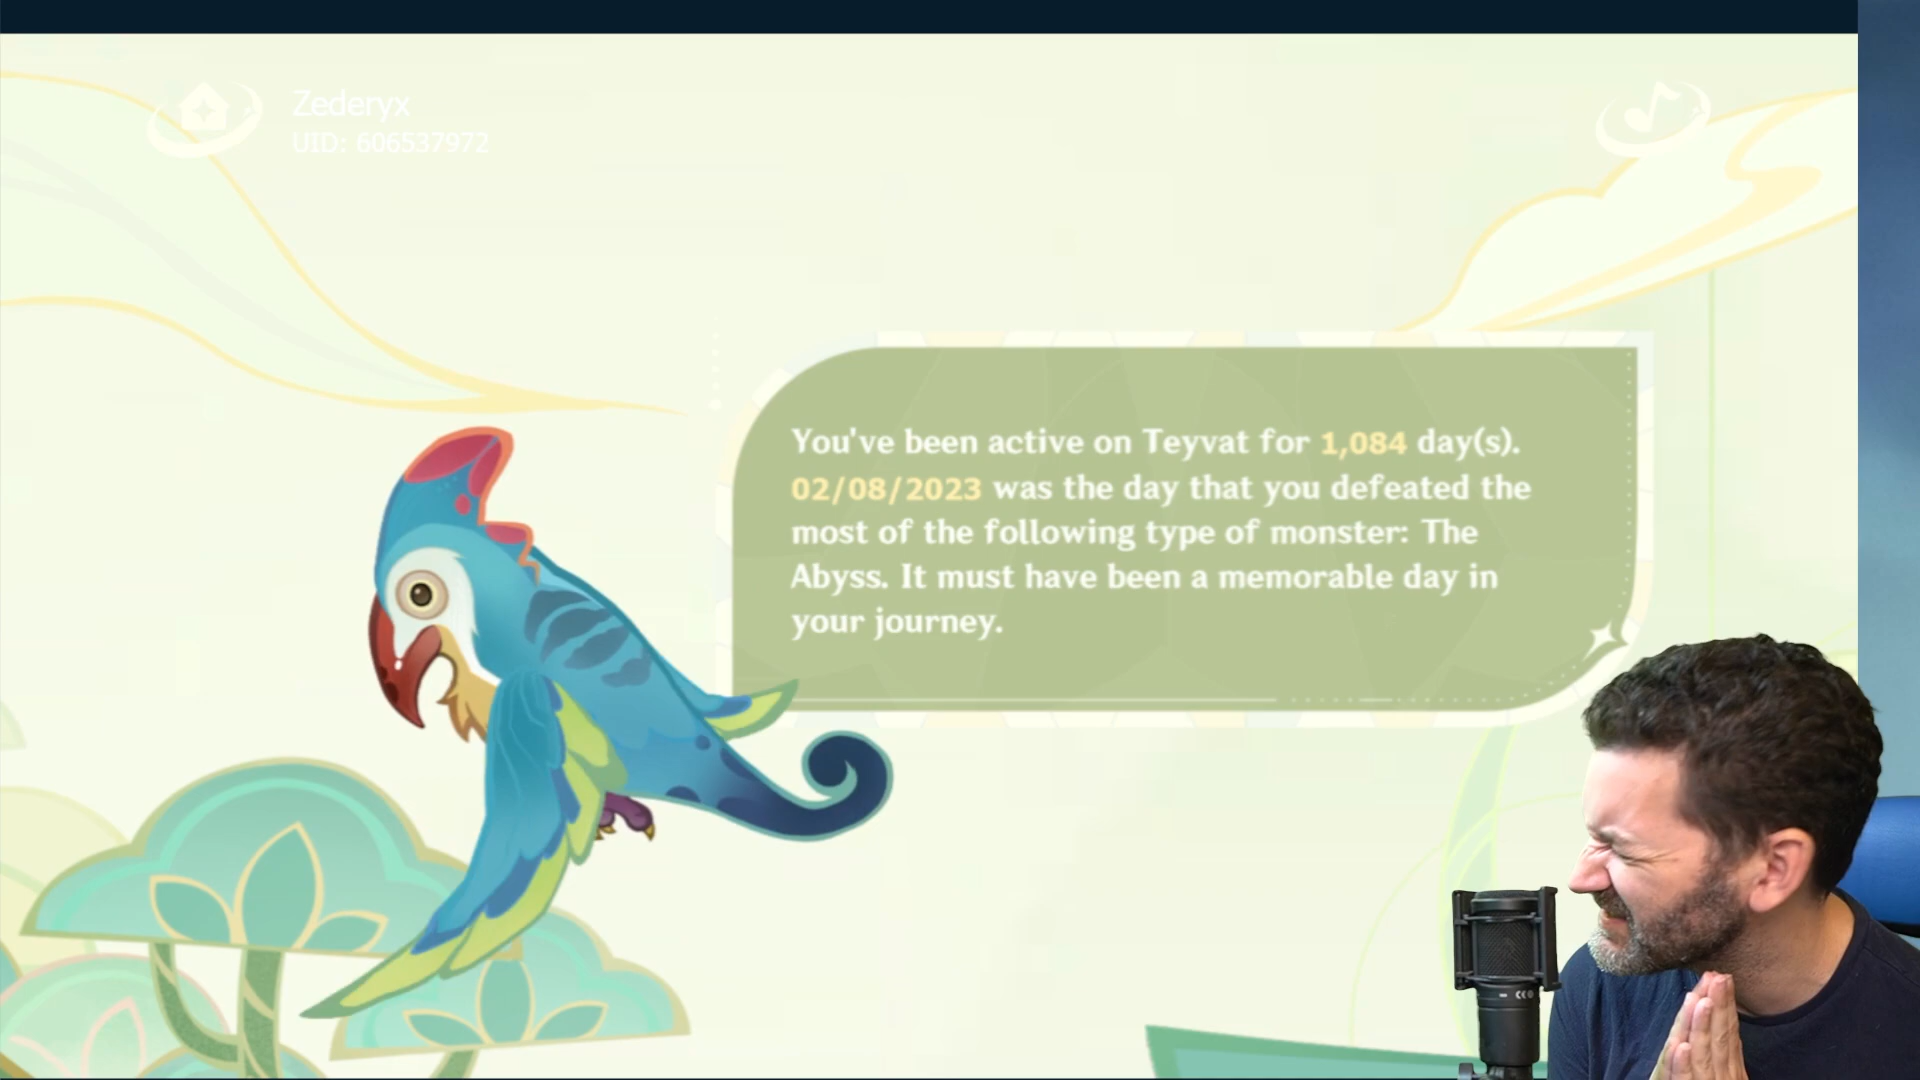 Zederyx
UID: 606537972
You've been active on Teyvat for 1,084 day(s).
02/08/2023 was the day that you defeated the
most of the following type of monster: The
Abyss. It must have been a memorable day in
your journey.